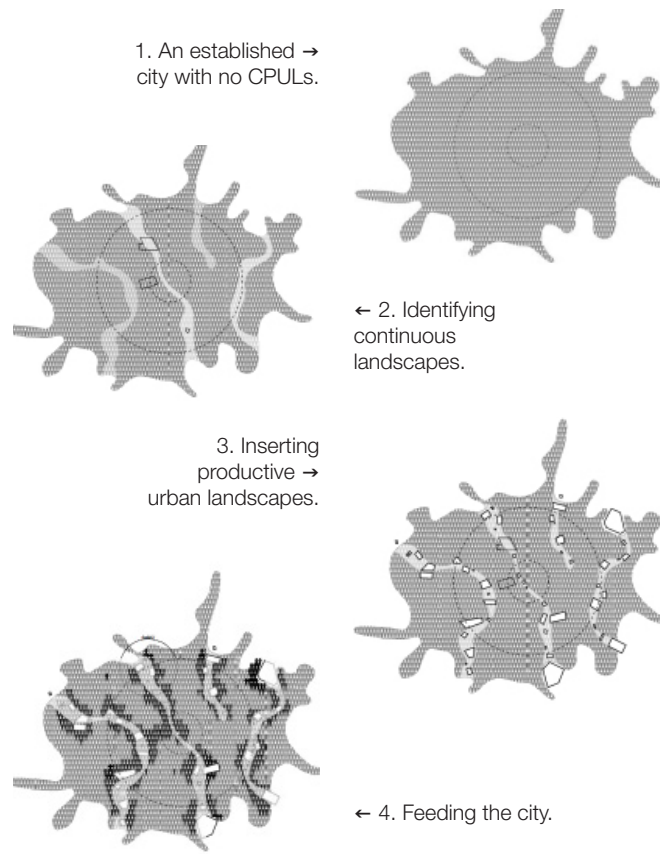 1. An established →
city with no CPULs.
← 2. Identifying
continuous
landscapes.
3. Inserting
productive →
urban landscapes.
← 4. Feeding the city.